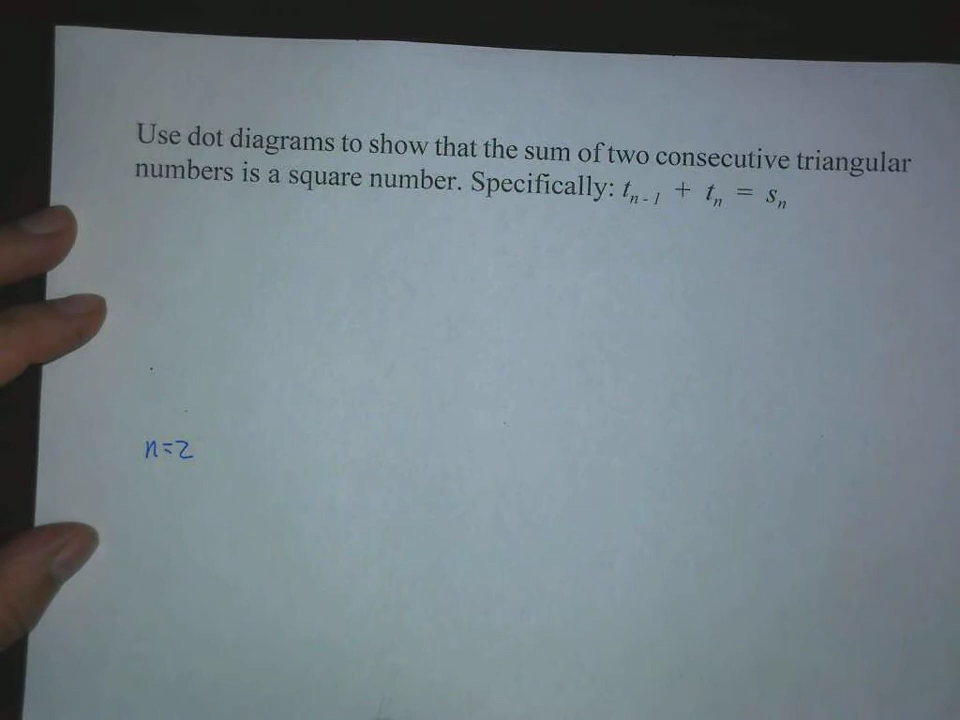 Use dot diagrams to show that the sum of two consecutive triangular
numbers is a square number. Specifically: tₙ₋₁ + tₙ = sₙ
n=2